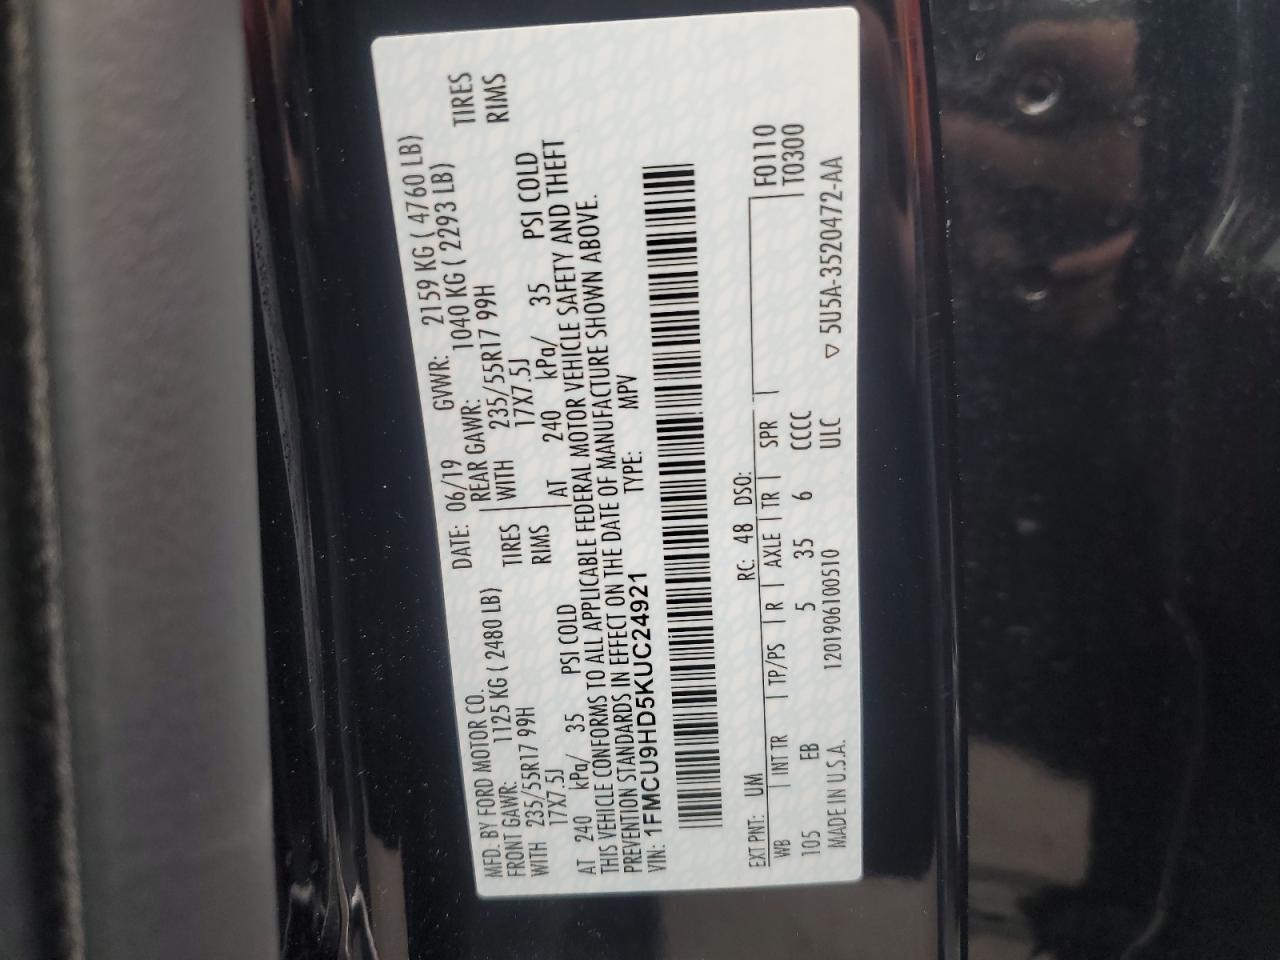 MFD. BY FORD MOTOR CO. DATE: 06/19 GVWR: 2159 KG ( 4760 LB)
FRONT GAWR: 1125 KG ( 2480 LB) REAR GAWR: 1040 KG ( 2293 LB)
WITH 235/55R17 99H TIRES WITH 235/55R17 99H TIRES
17X7.5J RIMS 17X7.5J RIMS
AT 240 kPa/ 35 PSI COLD AT 240 kPa/ 35 PSI COLD
THIS VEHICLE CONFORMS TO ALL APPLICABLE FEDERAL MOTOR VEHICLE SAFETY AND THEFT
PREVENTION STANDARDS IN EFFECT ON THE DATE OF MANUFACTURE SHOWN ABOVE.
VIN: 1FMCU9HD5KUC24921 TYPE: MPV
EXT PNT: UM RC: 48 DSO: F0110
WB INT TR TP/PS R AXLE TR SPR T0300
105 EB 5 35 6 CCCC
MADE IN U.S.A. 1201906100510 ULC ▽ 5U5A-3520472-AA